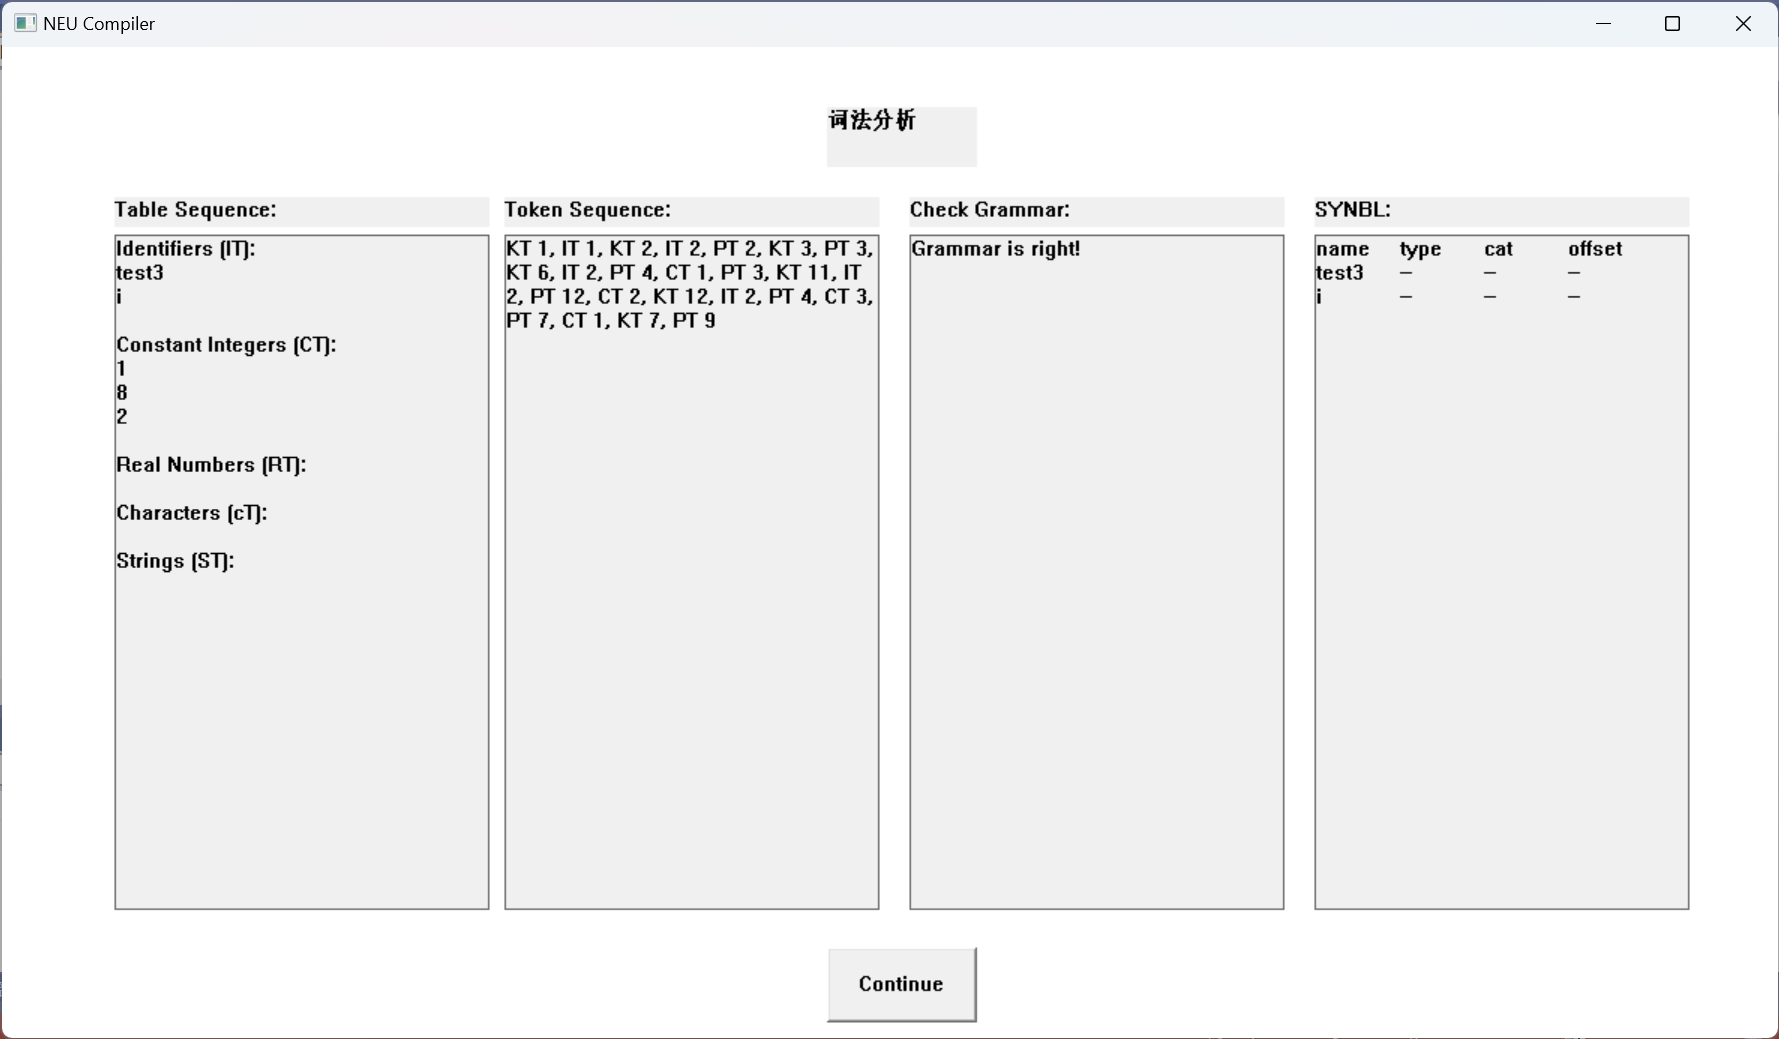 NEU Compiler
词法分析
Table Sequence:
Identifiers (IT):
test3
i
Constant Integers (CT):
1
8
2
Real Numbers (RT):
Characters (cT):
Strings (ST):
Token Sequence:
KT 1, IT 1, KT 2, IT 2, PT 2, KT 3, PT 3,
KT 6, IT 2, PT 4, CT 1, PT 3, KT 11, IT
2, PT 12, CT 2, KT 12, IT 2, PT 4, CT 3,
PT 7, CT 1, KT 7, PT 9
Check Grammar:
Grammar is right!
SYNBL:
name type cat offset
test3 – – –
i – – –
Continue